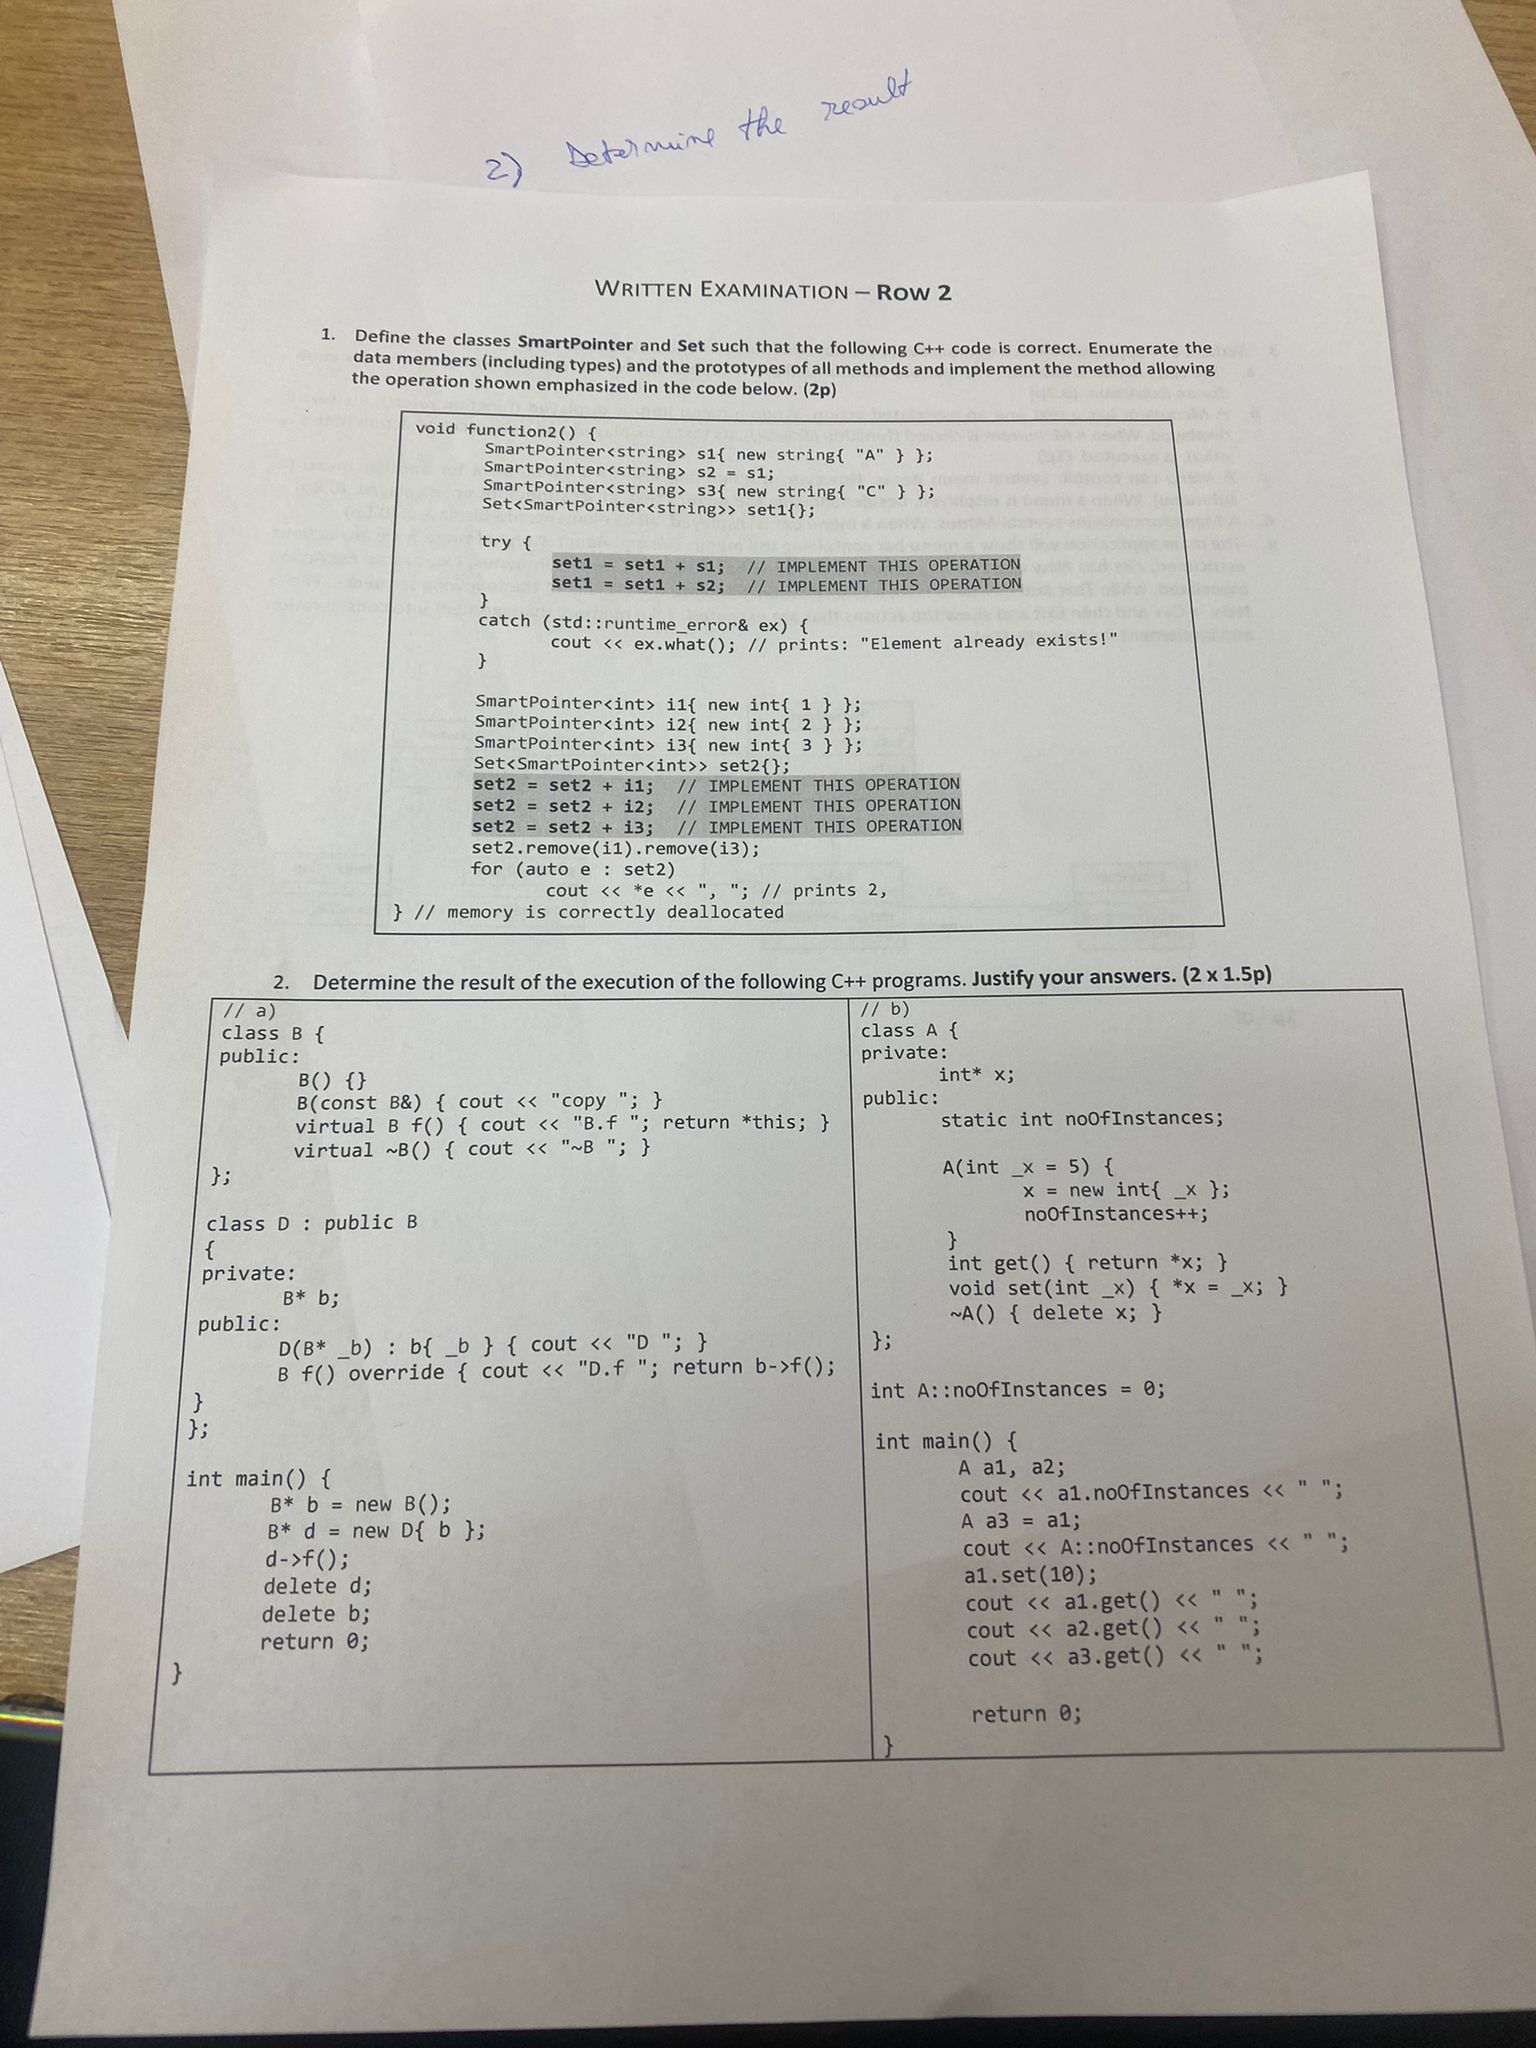 2) Determine the result
WRITTEN EXAMINATION – ROW 2
1. Define the classes SmartPointer and Set such that the following C++ code is correct. Enumerate the
data members (including types) and the prototypes of all methods and implement the method allowing
the operation shown emphasized in the code below. (2p)
void function2() {
SmartPointer<string> s1{ new string{ "A" } };
SmartPointer<string> s2 = s1;
SmartPointer<string> s3{ new string{ "C" } };
Set<SmartPointer<string>> set1{};
try {
set1 = set1 + s1; // IMPLEMENT THIS OPERATION
set1 = set1 + s2; // IMPLEMENT THIS OPERATION
}
catch (std::runtime_error& ex) {
cout << ex.what(); // prints: "Element already exists!"
}
SmartPointer<int> i1{ new int{ 1 } };
SmartPointer<int> i2{ new int{ 2 } };
SmartPointer<int> i3{ new int{ 3 } };
Set<SmartPointer<int>> set2{};
set2 = set2 + i1; // IMPLEMENT THIS OPERATION
set2 = set2 + i2; // IMPLEMENT THIS OPERATION
set2 = set2 + i3; // IMPLEMENT THIS OPERATION
set2.remove(i1).remove(i3);
for (auto e : set2)
cout << *e << ", "; // prints 2,
} // memory is correctly deallocated
2. Determine the result of the execution of the following C++ programs. Justify your answers. (2 x 1.5p)
// a)
class B {
public:
B() {}
B(const B&) { cout << "copy "; }
virtual B f() { cout << "B.f "; return *this; }
virtual ~B() { cout << "~B "; }
};
class D : public B
{
private:
B* b;
public:
D(B* _b) : b{ _b } { cout << "D "; }
B f() override { cout << "D.f "; return b->f();
}
};
int main() {
B* b = new B();
B* d = new D{ b };
d->f();
delete d;
delete b;
return 0;
}
// b)
class A {
private:
int* x;
public:
static int noOfInstances;
A(int _x = 5) {
x = new int{ _x };
noOfInstances++;
}
int get() { return *x; }
void set(int _x) { *x = _x; }
~A() { delete x; }
};
int A::noOfInstances = 0;
int main() {
A a1, a2;
cout << a1.noOfInstances << " ";
A a3 = a1;
cout << A::noOfInstances << " ";
a1.set(10);
cout << a1.get() << " ";
cout << a2.get() << " ";
cout << a3.get() << " ";
return 0;
}